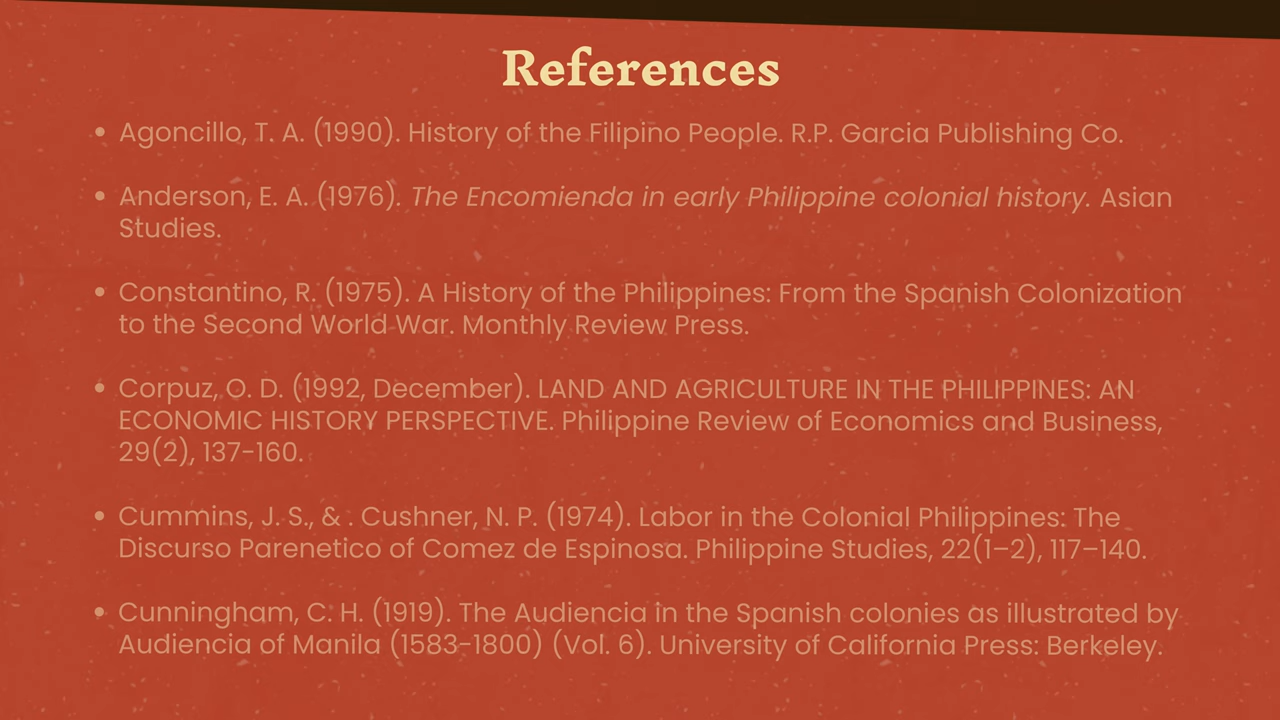 References
• Agoncillo, T. A. (1990). History of the Filipino People. R.P. Garcia Publishing Co.
• Anderson, E. A. (1976). The Encomienda in early Philippine colonial history. Asian
Studies.
• Constantino, R. (1975). A History of the Philippines: From the Spanish Colonization
to the Second World War. Monthly Review Press.
• Corpuz, O. D. (1992, December). LAND AND AGRICULTURE IN THE PHILIPPINES: AN
ECONOMIC HISTORY PERSPECTIVE. Philippine Review of Economics and Business,
29(2), 137-160.
• Cummins, J. S., & . Cushner, N. P. (1974). Labor in the Colonial Philippines: The
Discurso Parenetico of Comez de Espinosa. Philippine Studies, 22(1–2), 117–140.
• Cunningham, C. H. (1919). The Audiencia in the Spanish colonies as illustrated by
Audiencia of Manila (1583-1800) (Vol. 6). University of California Press: Berkeley.